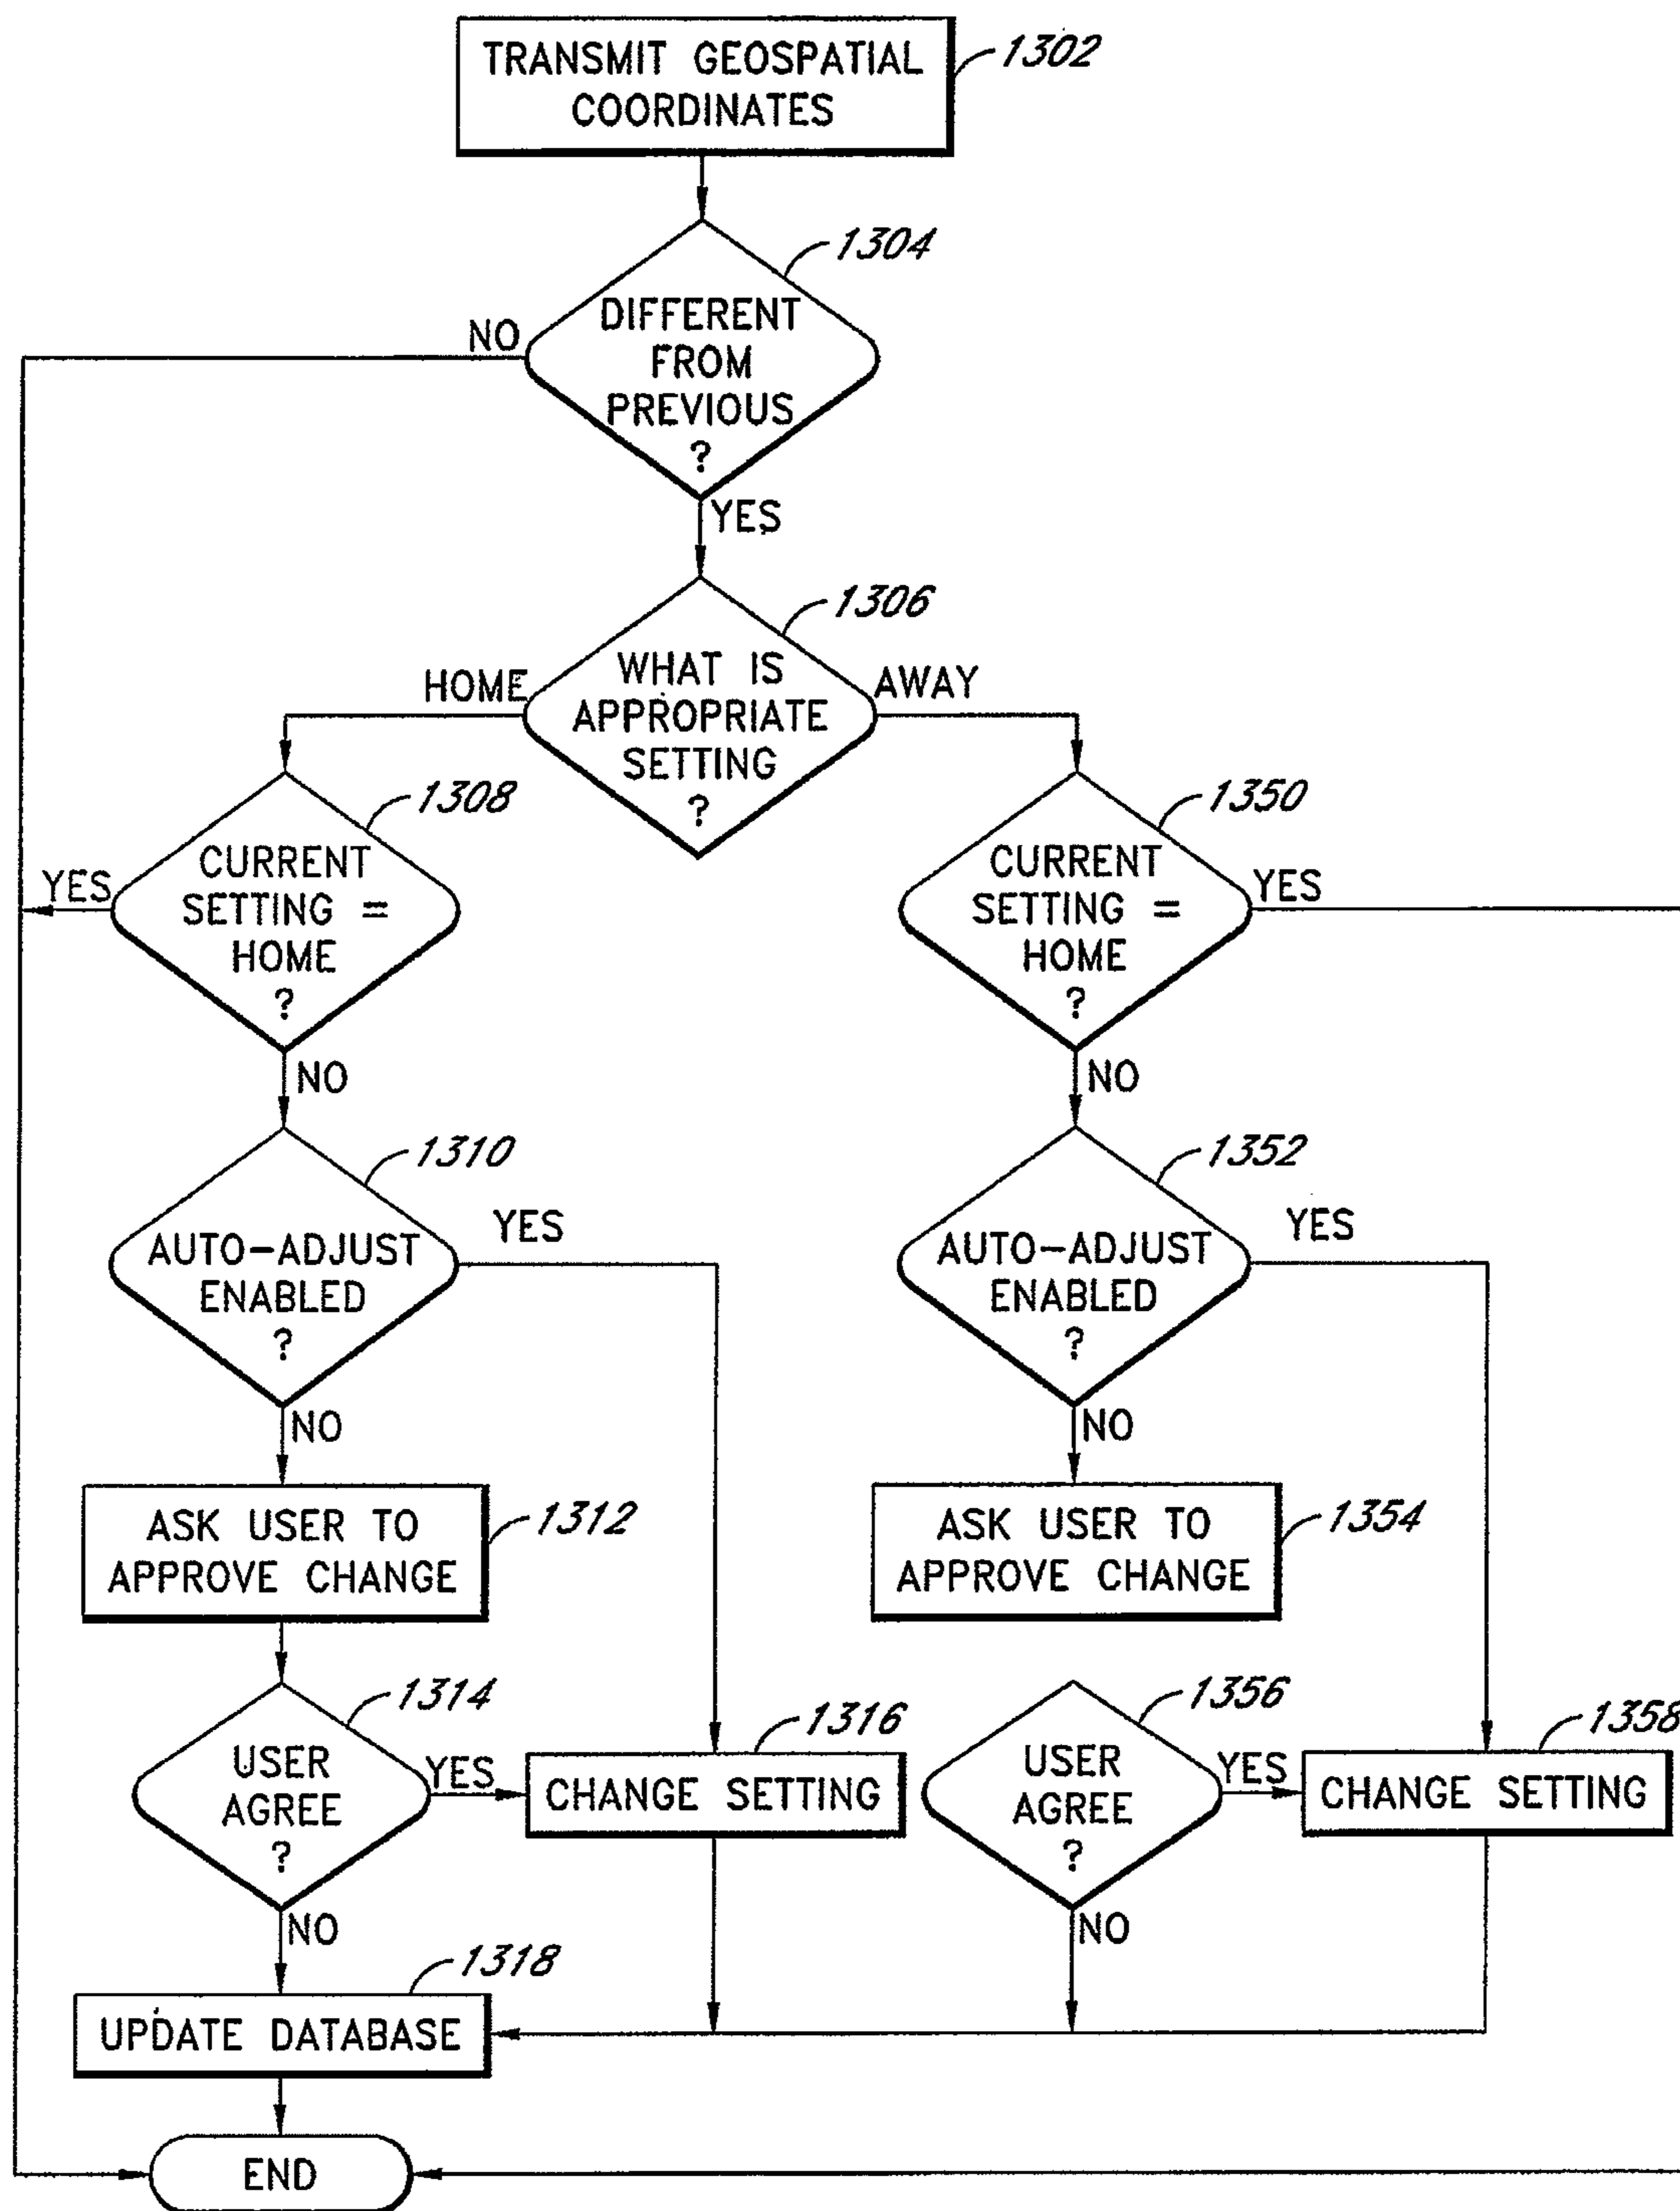 TRANSMIT GEOSPATIAL
COORDINATES
1302
1304
DIFFERENT
FROM
PREVIOUS
?
NO
YES
1306
WHAT IS
APPROPRIATE
SETTING
?
HOME
AWAY
1308
CURRENT
SETTING =
HOME
?
YES
NO
1350
CURRENT
SETTING =
HOME
?
YES
NO
1310
AUTO-ADJUST
ENABLED
?
YES
NO
1352
AUTO-ADJUST
ENABLED
?
YES
NO
ASK USER TO
APPROVE CHANGE
1312
ASK USER TO
APPROVE CHANGE
1354
1314
USER
AGREE
?
YES
NO
1316
CHANGE SETTING
1356
USER
AGREE
?
YES
NO
1358
CHANGE SETTING
1318
UPDATE DATABASE
END